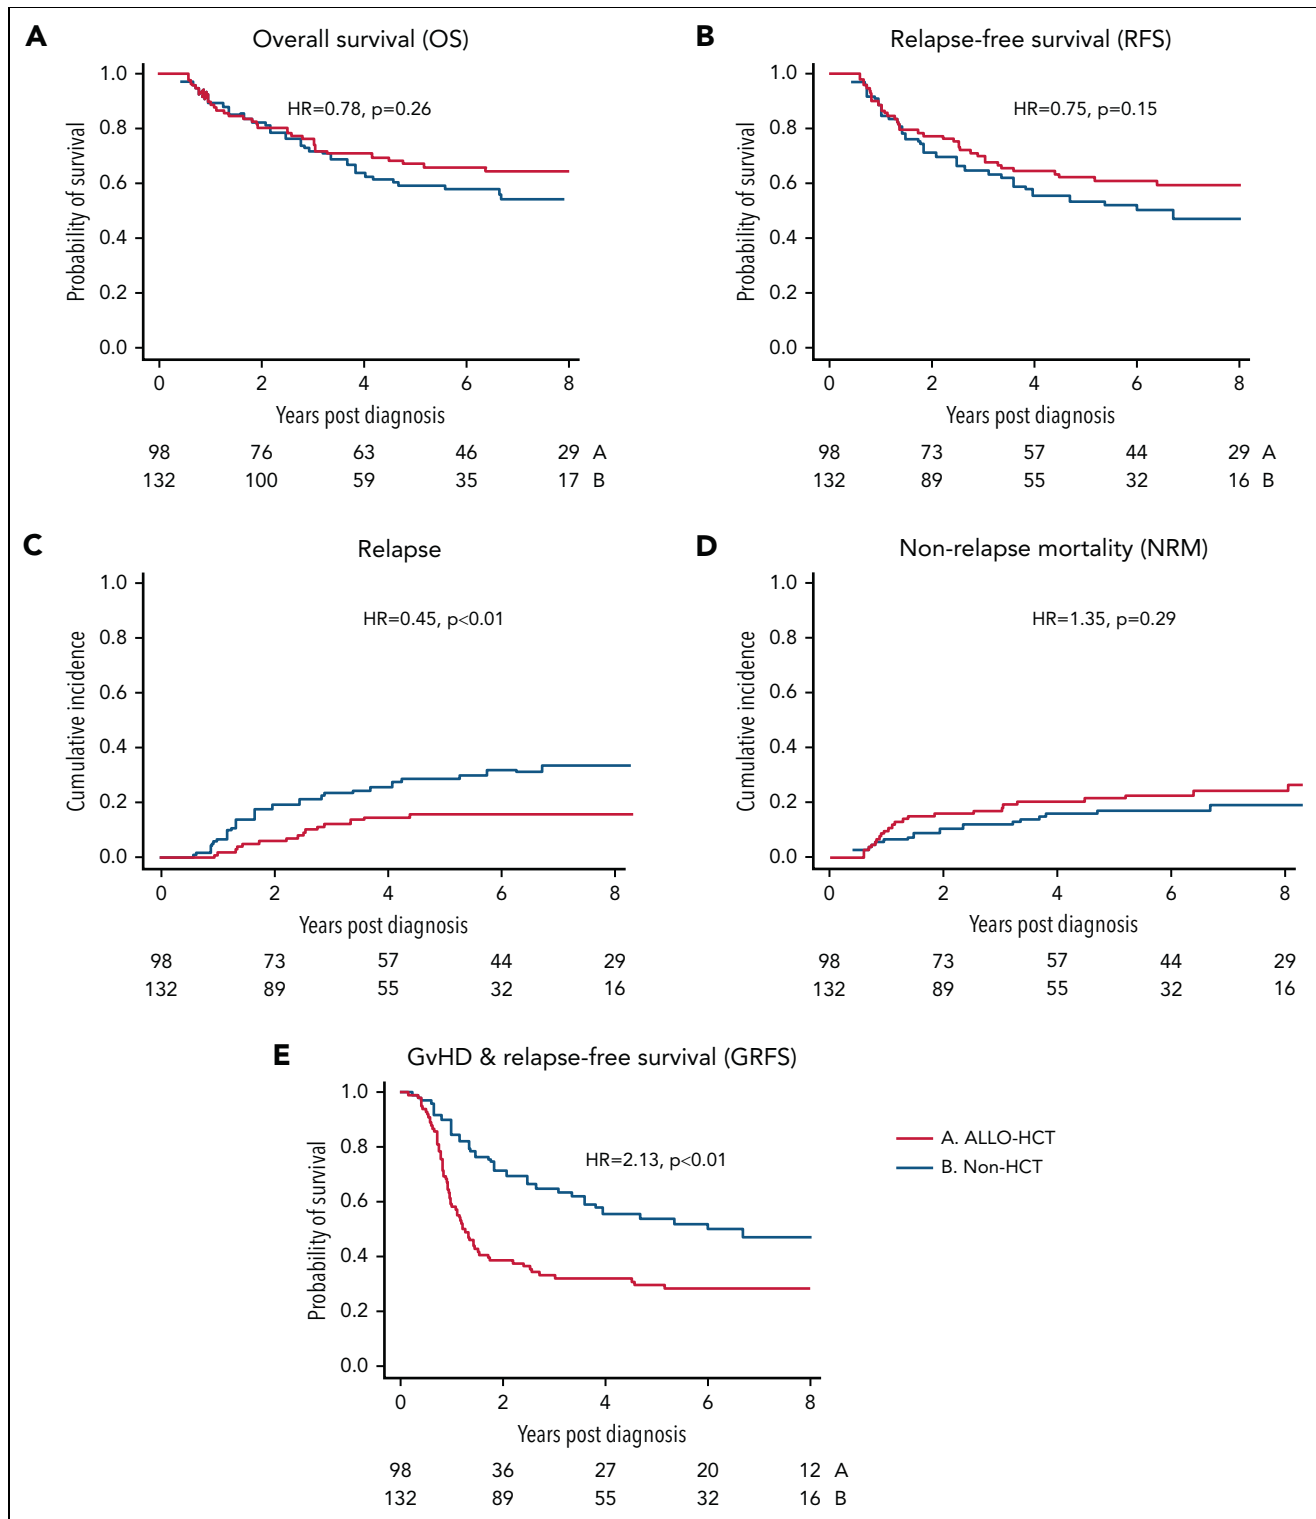 A
Overall survival (OS)
Probability of survival
1.0
0.8
0.6
0.4
0.2
0.0
HR=0.78, p=0.26
0 2 4 6 8
Years post diagnosis
98 76 63 46 29 A
132 100 59 35 17 B
B
Relapse-free survival (RFS)
Probability of survival
1.0
0.8
0.6
0.4
0.2
0.0
HR=0.75, p=0.15
0 2 4 6 8
Years post diagnosis
98 73 57 44 29 A
132 89 55 32 16 B
C
Relapse
Cumulative incidence
1.0
0.8
0.6
0.4
0.2
0.0
HR=0.45, p<0.01
0 2 4 6 8
Years post diagnosis
98 73 57 44 29
132 89 55 32 16
D
Non-relapse mortality (NRM)
Cumulative incidence
1.0
0.8
0.6
0.4
0.2
0.0
HR=1.35, p=0.29
0 2 4 6 8
Years post diagnosis
98 73 57 44 29
132 89 55 32 16
E
GvHD & relapse-free survival (GRFS)
Probability of survival
1.0
0.8
0.6
0.4
0.2
0.0
HR=2.13, p<0.01
0 2 4 6 8
Years post diagnosis
98 36 27 20 12 A
132 89 55 32 16 B
A. ALLO-HCT
B. Non-HCT